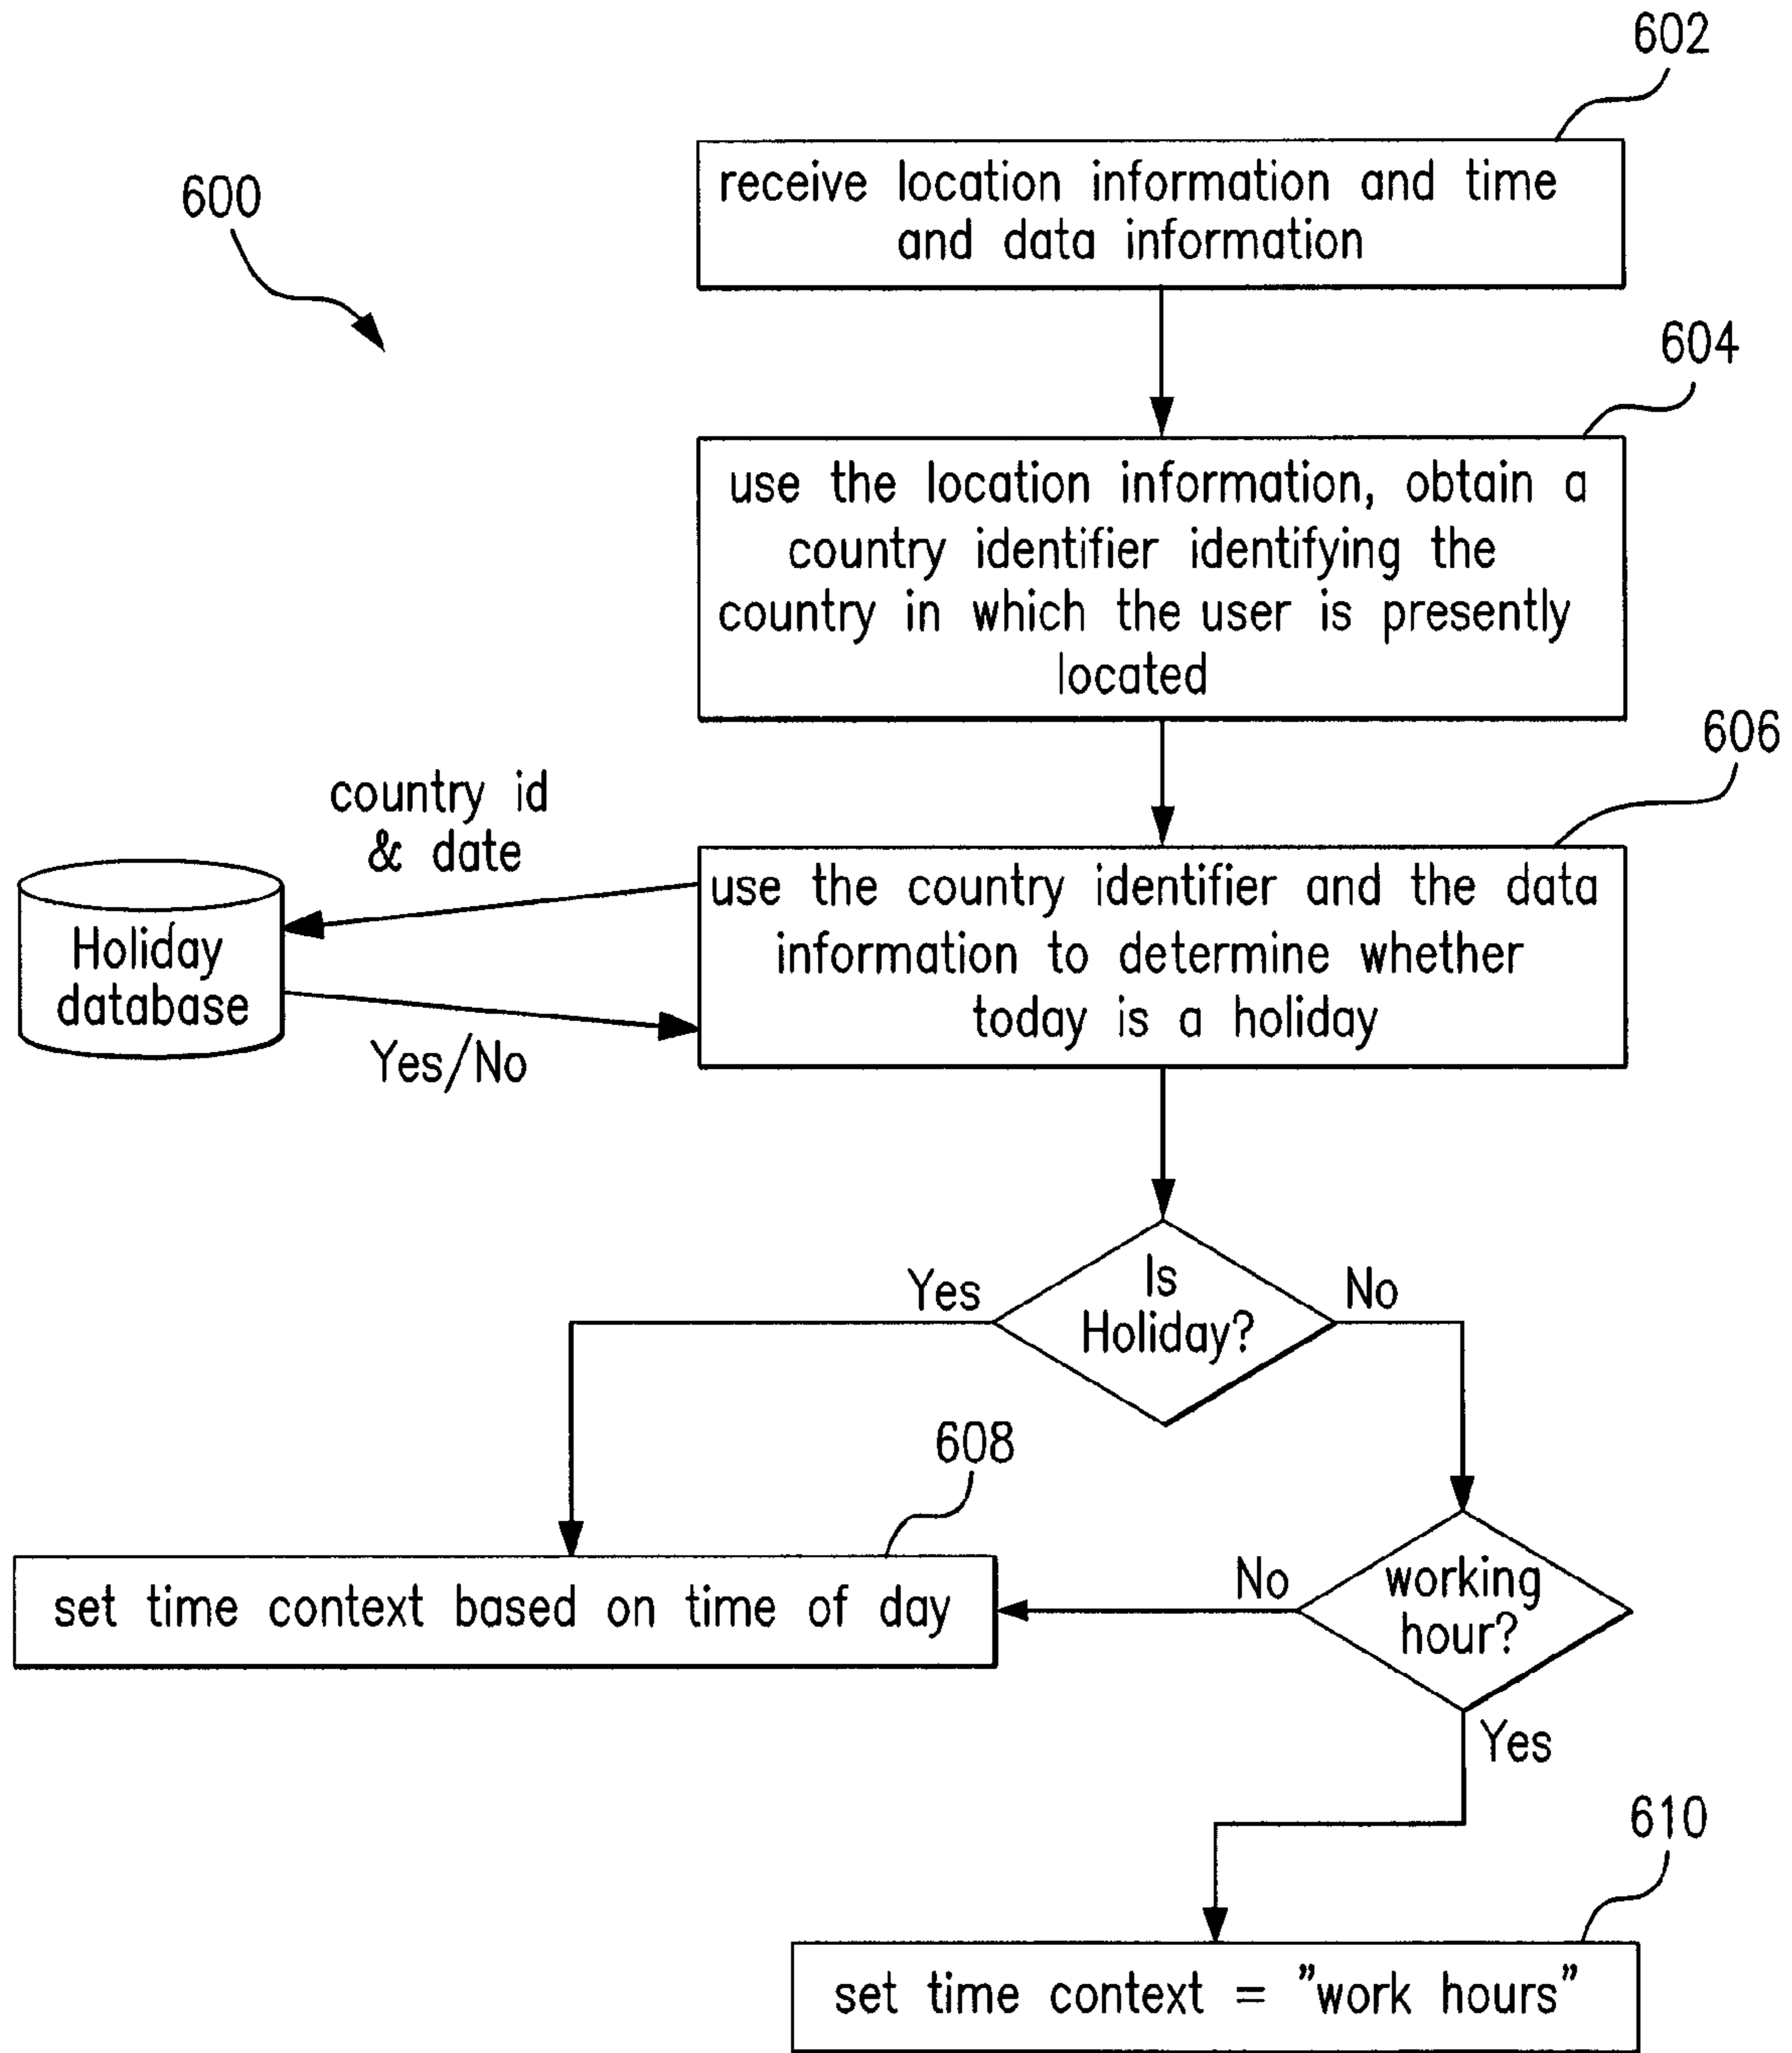 602
600
receive location information and time
and data information
604
use the location information, obtain a
country identifier identifying the
country in which the user is presently
located
606
country id
& date
use the country identifier and the data
information to determine whether
today is a holiday
Holiday
database
Yes/No
Is
Holiday?
Yes
No
608
set time context based on time of day
No
working
hour?
Yes
610
set time context = "work hours"